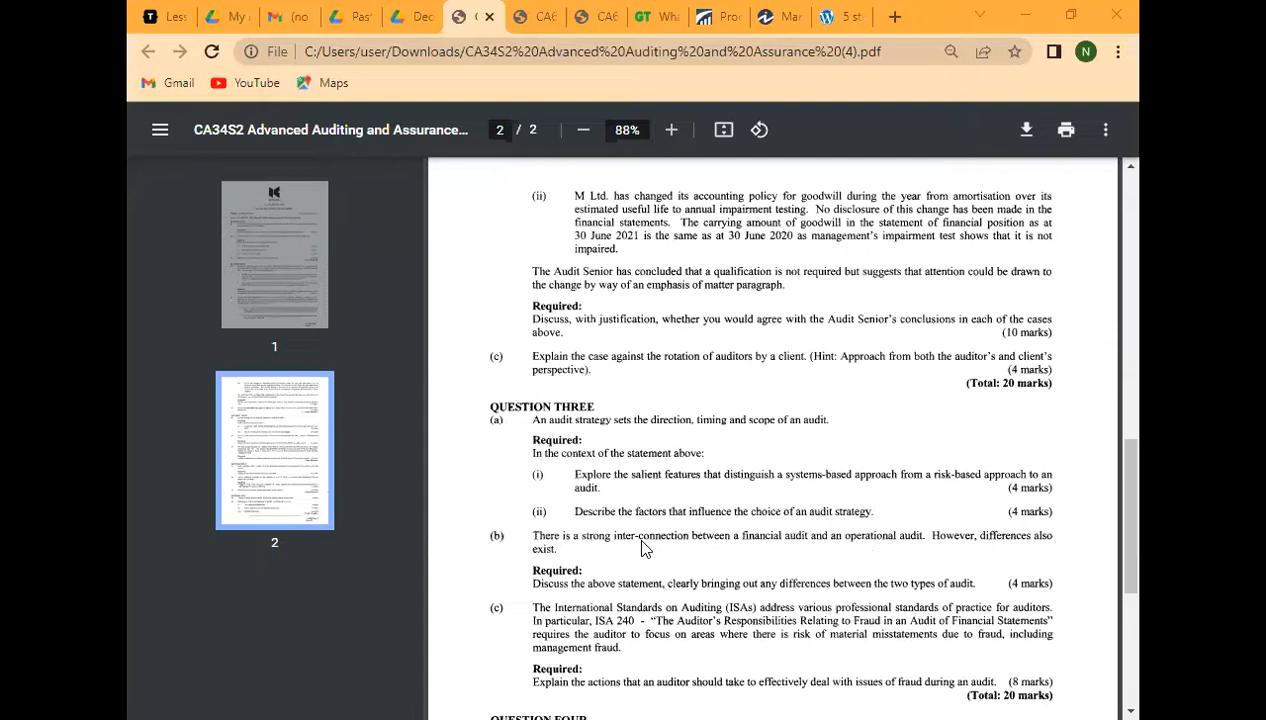 Less
My
(no
Pas
Dec
CA6
CA6
GT
Wha
Pro
Mar
5 st
File
C:/Users/user/Downloads/CA34S2%20Advanced%20Auditing%20and%20Assurance%20(4).pdf
N
Gmail
YouTube
Maps
CA34S2 Advanced Auditing and Assurance...
2 / 2
88%
1
2
(ii) M Ltd. has changed its accounting policy for goodwill during the year from amortisation over its
estimated useful life to annual impairment testing. No disclosure of this change has been made in the
financial statements. The carrying amount of goodwill in the statement of financial position as at
30 June 2021 is the same as at 30 June 2020 as management's impairment test shows that it is not
impaired.
The Audit Senior has concluded that a qualification is not required but suggests that attention could be drawn to
the change by way of an emphasis of matter paragraph.
Required:
Discuss, with justification, whether you would agree with the Audit Senior's conclusions in each of the cases
above. (10 marks)
(c) Explain the case against the rotation of auditors by a client. (Hint: Approach from both the auditor's and client's
perspective). (4 marks)
(Total: 20 marks)
QUESTION THREE
(a) An audit strategy sets the direction, timing and scope of an audit.
Required:
In the context of the statement above:
(i) Explore the salient features that distinguish a systems-based approach from a risk-based approach to an
audit. (4 marks)
(ii) Describe the factors that influence the choice of an audit strategy. (4 marks)
(b) There is a strong inter-connection between a financial audit and an operational audit. However, differences also
exist.
Required:
Discuss the above statement, clearly bringing out any differences between the two types of audit. (4 marks)
(c) The International Standards on Auditing (ISAs) address various professional standards of practice for auditors.
In particular, ISA 240 - "The Auditor's Responsibilities Relating to Fraud in an Audit of Financial Statements"
requires the auditor to focus on areas where there is risk of material misstatements due to fraud, including
management fraud.
Required:
Explain the actions that an auditor should take to effectively deal with issues of fraud during an audit. (8 marks)
(Total: 20 marks)
QUESTION FOUR